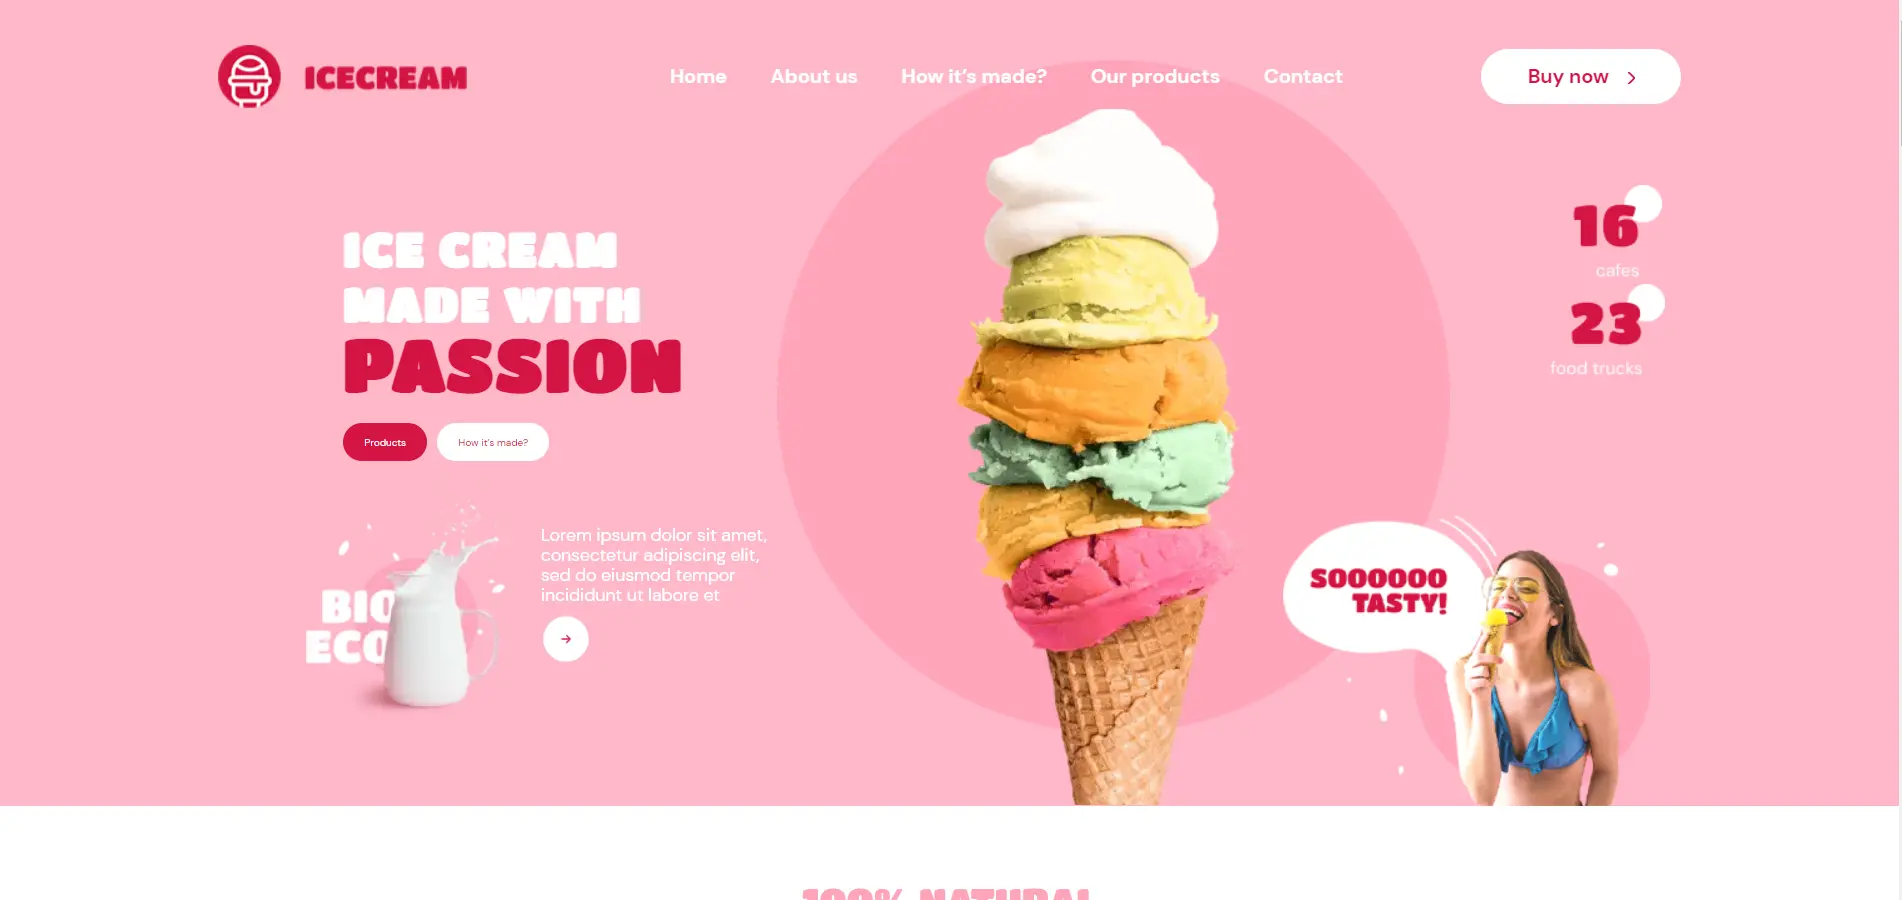 ICECREAM
Home
About us
How it's made?
Our products
Contact
Buy now
ICE CREAM
MADE WITH
PASSION
Products
How it's made?
16
cafes
23
food trucks
BIO
ECO
Lorem ipsum dolor sit amet,
consectetur adipiscing elit,
sed do eiusmod tempor
incididunt ut labore et
SOOOOOO
TASTY!
100% NATURAL